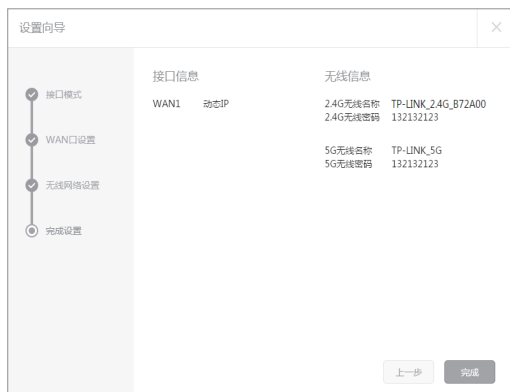 设置向导
接口模式
WAN口设置
无线网络设置
完成设置
接口信息
WAN1 动态IP
无线信息
2.4G无线名称 TP-LINK_2.4G_B72A00
2.4G无线密码 132132123
5G无线名称 TP-LINK_5G
5G无线密码 132132123
上一步 完成